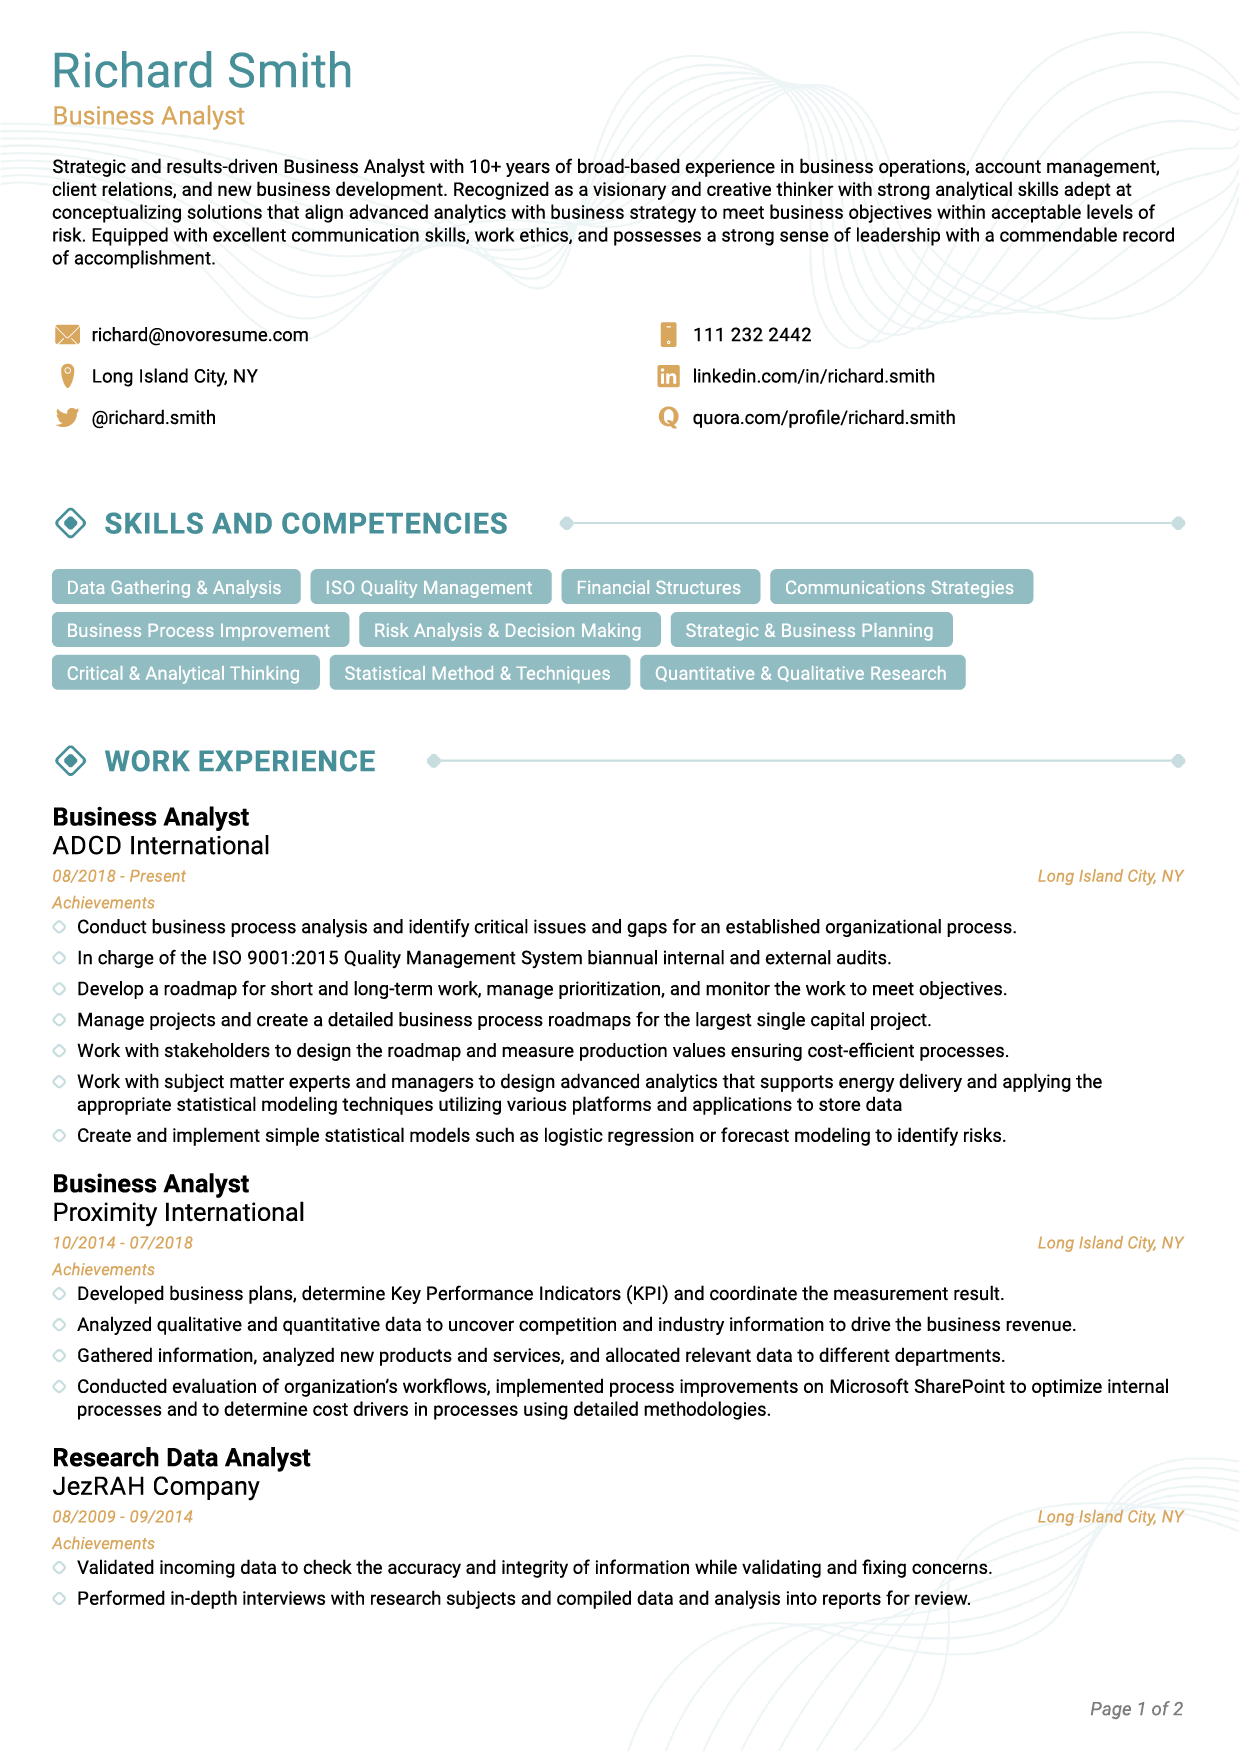 Richard Smith
Business Analyst
Strategic and results-driven Business Analyst with 10+ years of broad-based experience in business operations, account management,
client relations, and new business development. Recognized as a visionary and creative thinker with strong analytical skills adept at
conceptualizing solutions that align advanced analytics with business strategy to meet business objectives within acceptable levels of
risk. Equipped with excellent communication skills, work ethics, and possesses a strong sense of leadership with a commendable record
of accomplishment.
richard@novoresume.com
111 232 2442
Long Island City, NY
linkedin.com/in/richard.smith
@richard.smith
quora.com/profile/richard.smith
SKILLS AND COMPETENCIES
Data Gathering & Analysis ISO Quality Management Financial Structures Communications Strategies
Business Process Improvement Risk Analysis & Decision Making Strategic & Business Planning
Critical & Analytical Thinking Statistical Method & Techniques Quantitative & Qualitative Research
WORK EXPERIENCE
Business Analyst
ADCD International
08/2018 - Present Long Island City, NY
Achievements
Conduct business process analysis and identify critical issues and gaps for an established organizational process.
In charge of the ISO 9001:2015 Quality Management System biannual internal and external audits.
Develop a roadmap for short and long-term work, manage prioritization, and monitor the work to meet objectives.
Manage projects and create a detailed business process roadmaps for the largest single capital project.
Work with stakeholders to design the roadmap and measure production values ensuring cost-efficient processes.
Work with subject matter experts and managers to design advanced analytics that supports energy delivery and applying the
appropriate statistical modeling techniques utilizing various platforms and applications to store data
Create and implement simple statistical models such as logistic regression or forecast modeling to identify risks.
Business Analyst
Proximity International
10/2014 - 07/2018 Long Island City, NY
Achievements
Developed business plans, determine Key Performance Indicators (KPI) and coordinate the measurement result.
Analyzed qualitative and quantitative data to uncover competition and industry information to drive the business revenue.
Gathered information, analyzed new products and services, and allocated relevant data to different departments.
Conducted evaluation of organization's workflows, implemented process improvements on Microsoft SharePoint to optimize internal
processes and to determine cost drivers in processes using detailed methodologies.
Research Data Analyst
JezRAH Company
08/2009 - 09/2014 Long Island City, NY
Achievements
Validated incoming data to check the accuracy and integrity of information while validating and fixing concerns.
Performed in-depth interviews with research subjects and compiled data and analysis into reports for review.
Page 1 of 2